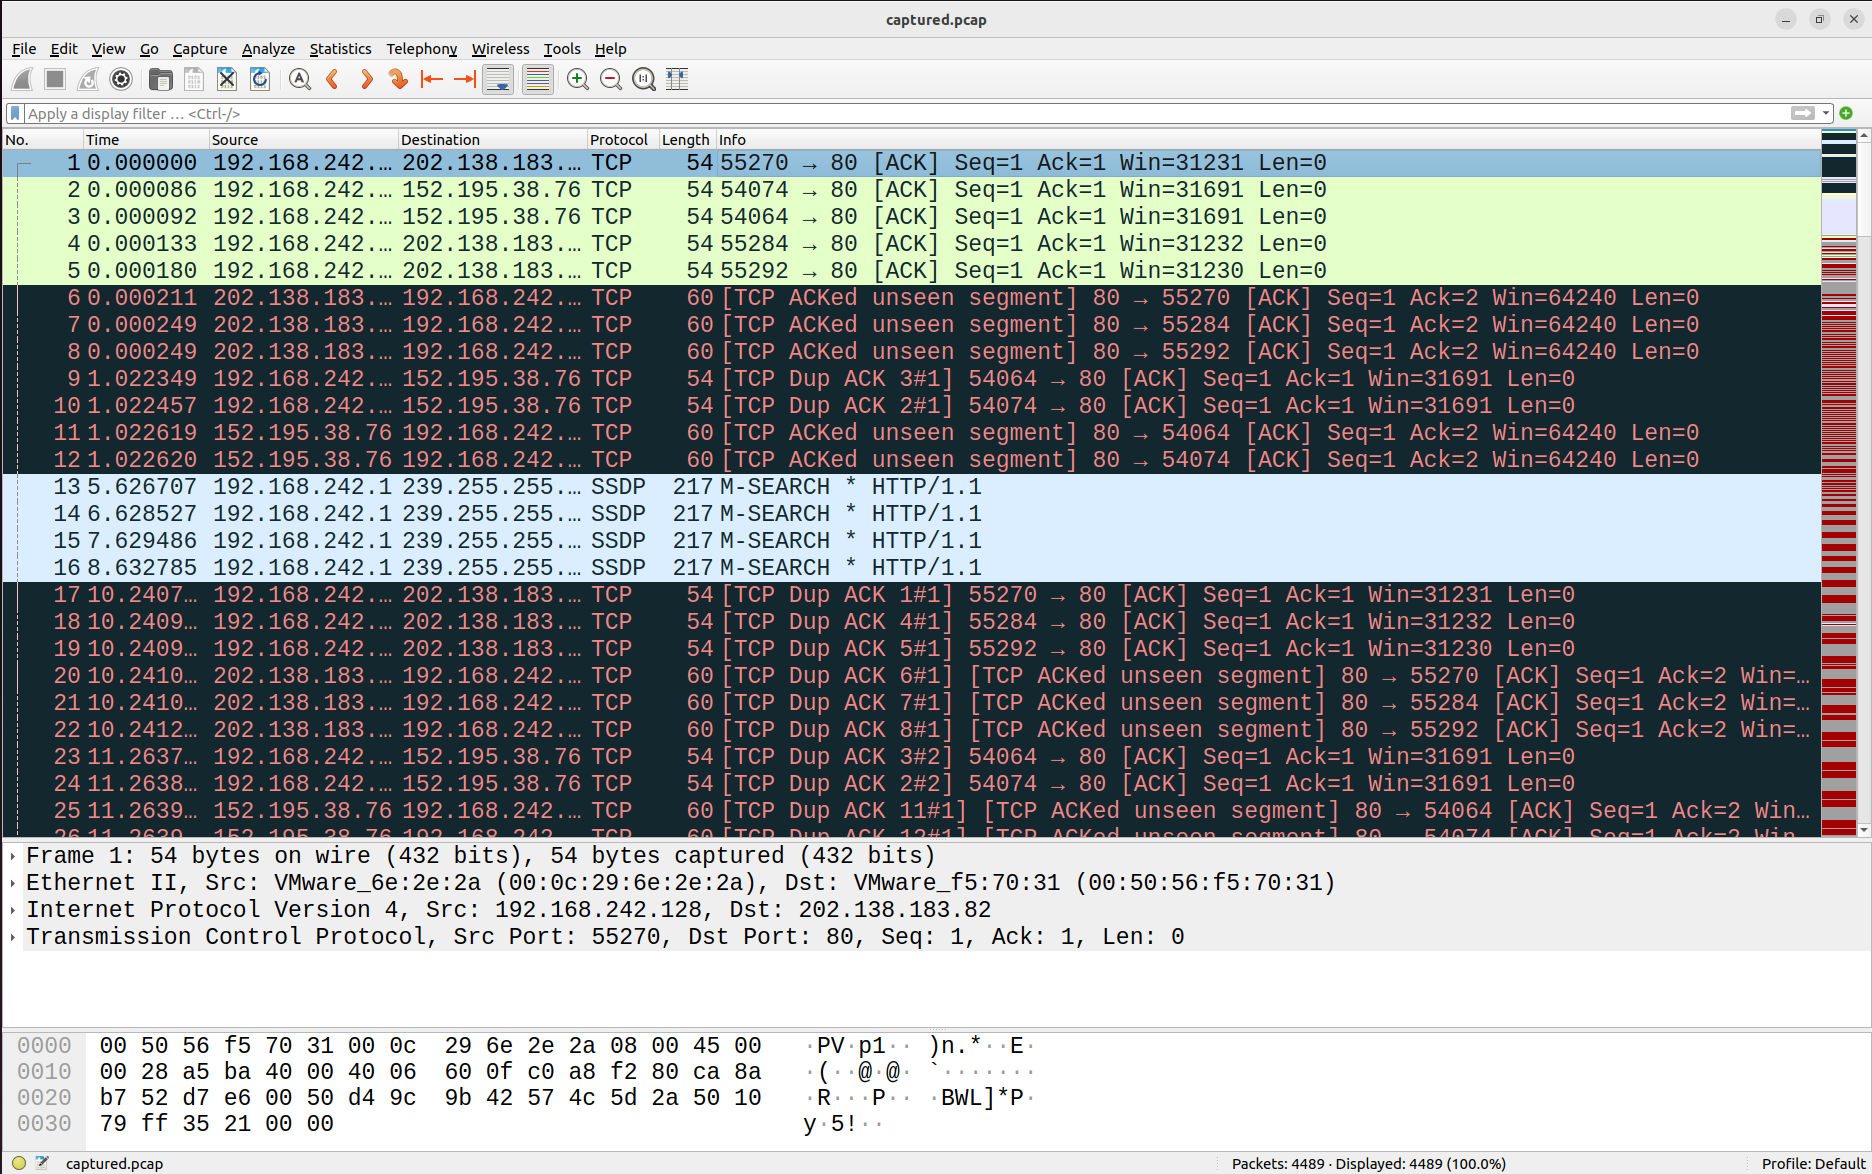 captured.pcap
File Edit View Go Capture Analyze Statistics Telephony Wireless Tools Help
Apply a display filter … <Ctrl-/>
No. Time Source Destination Protocol Length Info
1 0.000000 192.168.242.… 202.138.183.… TCP 54 55270 → 80 [ACK] Seq=1 Ack=1 Win=31231 Len=0
2 0.000086 192.168.242.… 152.195.38.76 TCP 54 54074 → 80 [ACK] Seq=1 Ack=1 Win=31691 Len=0
3 0.000092 192.168.242.… 152.195.38.76 TCP 54 54064 → 80 [ACK] Seq=1 Ack=1 Win=31691 Len=0
4 0.000133 192.168.242.… 202.138.183.… TCP 54 55284 → 80 [ACK] Seq=1 Ack=1 Win=31232 Len=0
5 0.000180 192.168.242.… 202.138.183.… TCP 54 55292 → 80 [ACK] Seq=1 Ack=1 Win=31230 Len=0
6 0.000211 202.138.183.… 192.168.242.… TCP 60 [TCP ACKed unseen segment] 80 → 55270 [ACK] Seq=1 Ack=2 Win=64240 Len=0
7 0.000249 202.138.183.… 192.168.242.… TCP 60 [TCP ACKed unseen segment] 80 → 55284 [ACK] Seq=1 Ack=2 Win=64240 Len=0
8 0.000249 202.138.183.… 192.168.242.… TCP 60 [TCP ACKed unseen segment] 80 → 55292 [ACK] Seq=1 Ack=2 Win=64240 Len=0
9 1.022349 192.168.242.… 152.195.38.76 TCP 54 [TCP Dup ACK 3#1] 54064 → 80 [ACK] Seq=1 Ack=1 Win=31691 Len=0
10 1.022457 192.168.242.… 152.195.38.76 TCP 54 [TCP Dup ACK 2#1] 54074 → 80 [ACK] Seq=1 Ack=1 Win=31691 Len=0
11 1.022619 152.195.38.76 192.168.242.… TCP 60 [TCP ACKed unseen segment] 80 → 54064 [ACK] Seq=1 Ack=2 Win=64240 Len=0
12 1.022620 152.195.38.76 192.168.242.… TCP 60 [TCP ACKed unseen segment] 80 → 54074 [ACK] Seq=1 Ack=2 Win=64240 Len=0
13 5.626707 192.168.242.1 239.255.255.… SSDP 217 M-SEARCH * HTTP/1.1
14 6.628527 192.168.242.1 239.255.255.… SSDP 217 M-SEARCH * HTTP/1.1
15 7.629486 192.168.242.1 239.255.255.… SSDP 217 M-SEARCH * HTTP/1.1
16 8.632785 192.168.242.1 239.255.255.… SSDP 217 M-SEARCH * HTTP/1.1
17 10.2407… 192.168.242.… 202.138.183.… TCP 54 [TCP Dup ACK 1#1] 55270 → 80 [ACK] Seq=1 Ack=1 Win=31231 Len=0
18 10.2409… 192.168.242.… 202.138.183.… TCP 54 [TCP Dup ACK 4#1] 55284 → 80 [ACK] Seq=1 Ack=1 Win=31232 Len=0
19 10.2409… 192.168.242.… 202.138.183.… TCP 54 [TCP Dup ACK 5#1] 55292 → 80 [ACK] Seq=1 Ack=1 Win=31230 Len=0
20 10.2410… 202.138.183.… 192.168.242.… TCP 60 [TCP Dup ACK 6#1] [TCP ACKed unseen segment] 80 → 55270 [ACK] Seq=1 Ack=2 Win=…
21 10.2410… 202.138.183.… 192.168.242.… TCP 60 [TCP Dup ACK 7#1] [TCP ACKed unseen segment] 80 → 55284 [ACK] Seq=1 Ack=2 Win=…
22 10.2412… 202.138.183.… 192.168.242.… TCP 60 [TCP Dup ACK 8#1] [TCP ACKed unseen segment] 80 → 55292 [ACK] Seq=1 Ack=2 Win=…
23 11.2637… 192.168.242.… 152.195.38.76 TCP 54 [TCP Dup ACK 3#2] 54064 → 80 [ACK] Seq=1 Ack=1 Win=31691 Len=0
24 11.2638… 192.168.242.… 152.195.38.76 TCP 54 [TCP Dup ACK 2#2] 54074 → 80 [ACK] Seq=1 Ack=1 Win=31691 Len=0
25 11.2639… 152.195.38.76 192.168.242.… TCP 60 [TCP Dup ACK 11#1] [TCP ACKed unseen segment] 80 → 54064 [ACK] Seq=1 Ack=2 Win…
26 11.2639… 152.195.38.76 192.168.242.… TCP 60 [TCP Dup ACK 12#1] [TCP ACKed unseen segment] 80 → 54074 [ACK] Seq=1 Ack=2 Win…
Frame 1: 54 bytes on wire (432 bits), 54 bytes captured (432 bits)
Ethernet II, Src: VMware_6e:2e:2a (00:0c:29:6e:2e:2a), Dst: VMware_f5:70:31 (00:50:56:f5:70:31)
Internet Protocol Version 4, Src: 192.168.242.128, Dst: 202.138.183.82
Transmission Control Protocol, Src Port: 55270, Dst Port: 80, Seq: 1, Ack: 1, Len: 0
0000 00 50 56 f5 70 31 00 0c 29 6e 2e 2a 08 00 45 00 ·PV·p1·· )n.*··E·
0010 00 28 a5 ba 40 00 40 06 60 0f c0 a8 f2 80 ca 8a ·(··@·@· `·······
0020 b7 52 d7 e6 00 50 d4 9c 9b 42 57 4c 5d 2a 50 10 ·R···P·· ·BWL]*P·
0030 79 ff 35 21 00 00 y·5!··
captured.pcap Packets: 4489 · Displayed: 4489 (100.0%) Profile: Default